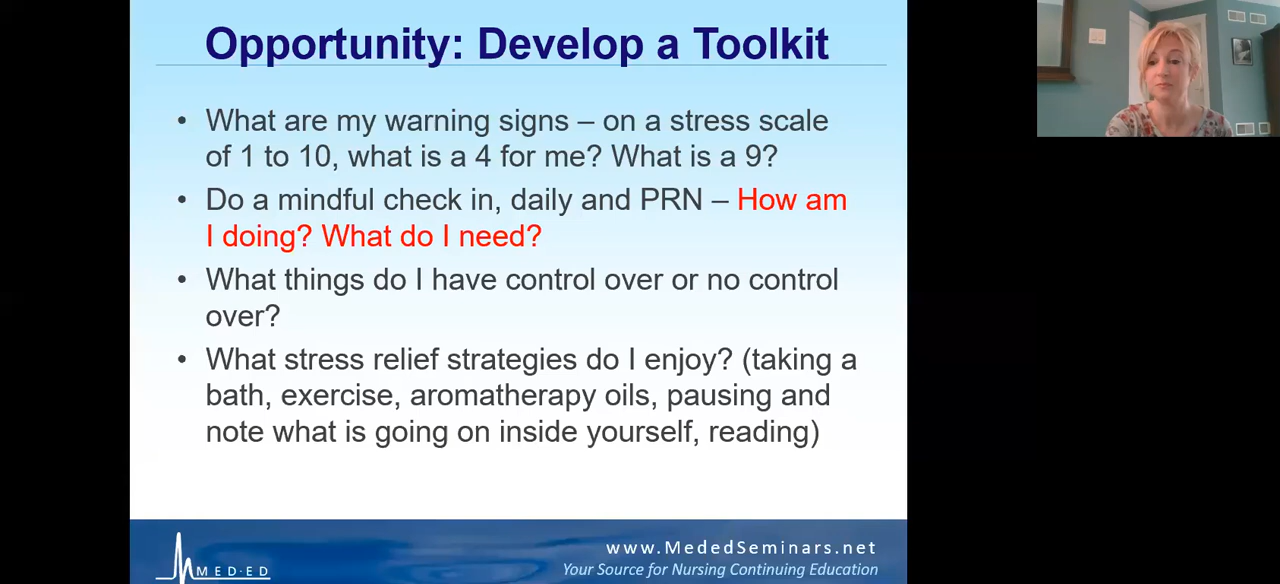 Opportunity: Develop a Toolkit
• What are my warning signs – on a stress scale
of 1 to 10, what is a 4 for me? What is a 9?
• Do a mindful check in, daily and PRN – How am
I doing? What do I need?
• What things do I have control over or no control
over?
• What stress relief strategies do I enjoy? (taking a
bath, exercise, aromatherapy oils, pausing and
note what is going on inside yourself, reading)
www.MededSeminars.net
MED·ED
Your Source for Nursing Continuing Education